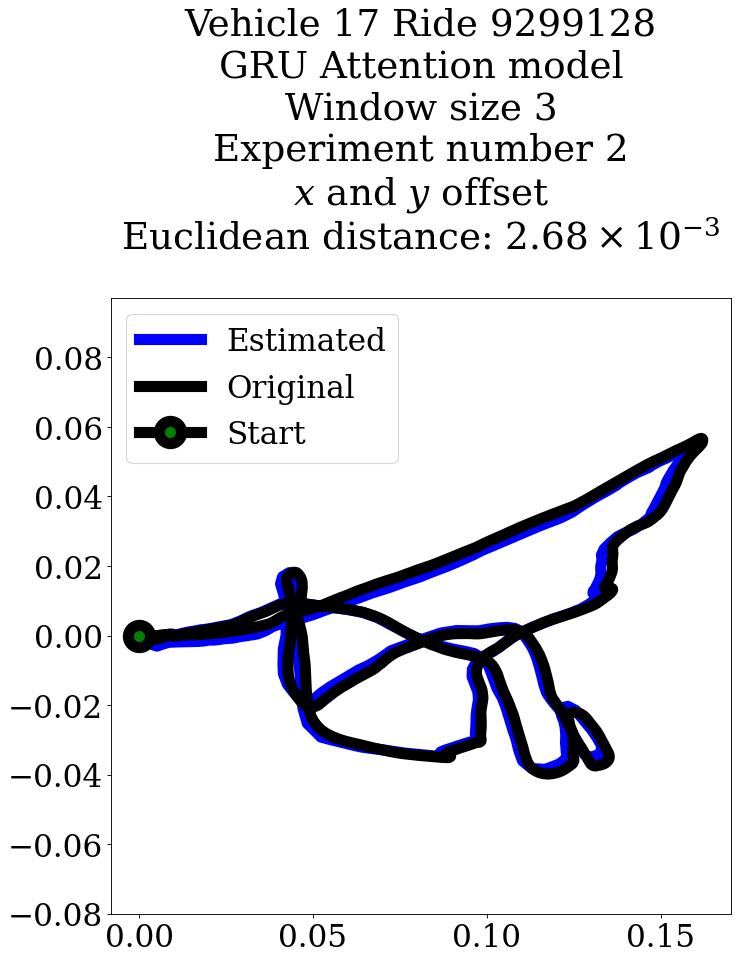 Vehicle 17 Ride 9299128
GRU Attention model
Window size 3
Experiment number 2
x and y offset
Euclidean distance: 2.68 × 10⁻³
Estimated
Original
Start
0.08
0.06
0.04
0.02
0.00
−0.02
−0.04
−0.06
−0.08
0.00 0.05 0.10 0.15